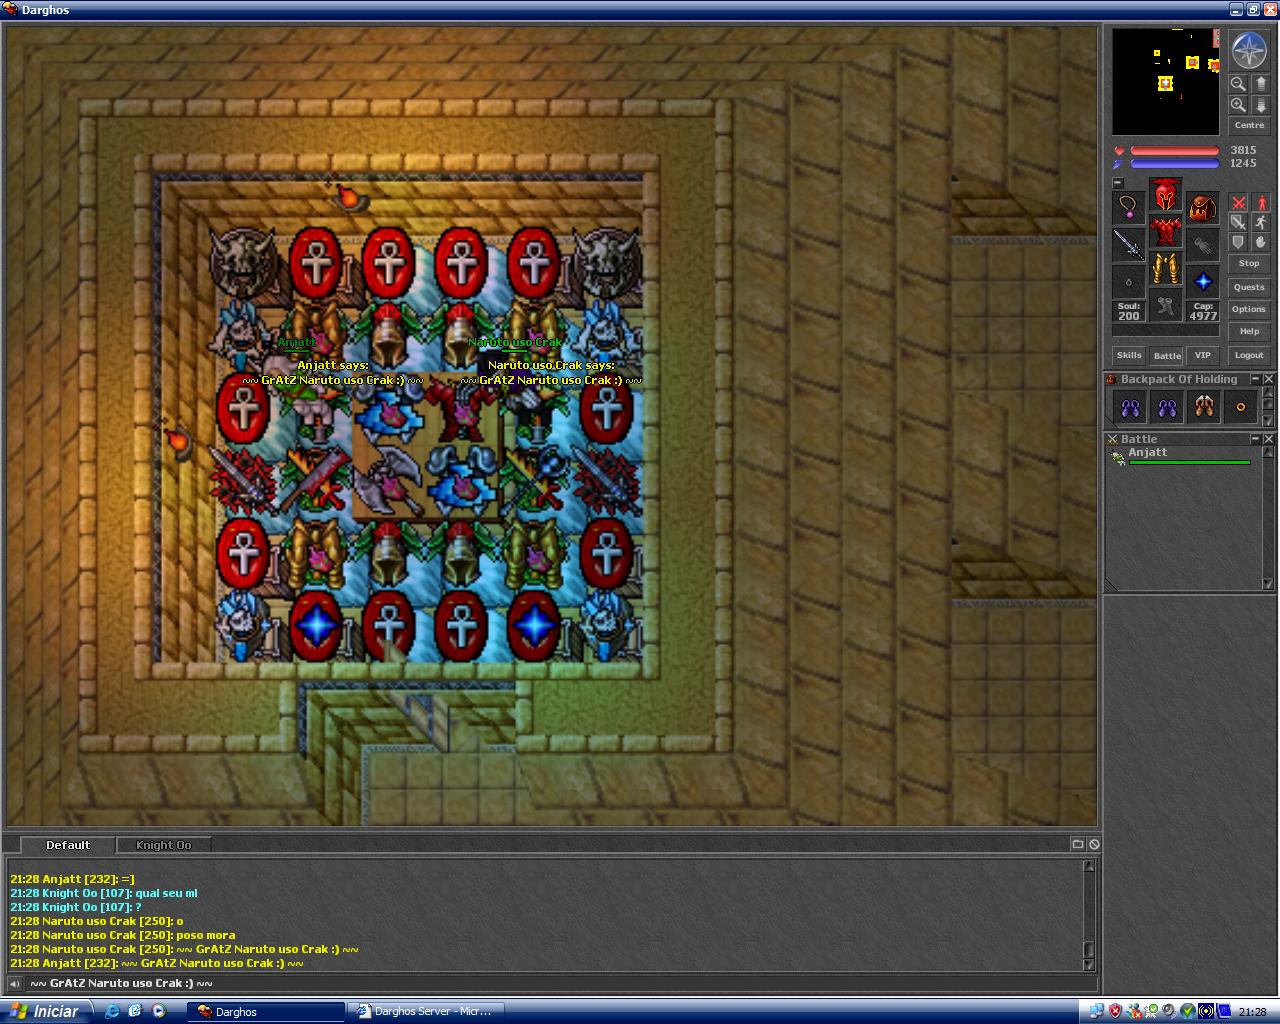 Darghos
Centre
3815
1245
Soul:
200
Cap:
4977
Stop
Quests
Options
Help
Skills
Battle
VIP
Logout
Backpack Of Holding
Battle
Anjatt
Anjatt
Naruto uso Crak
Anjatt says:
~~ GrAtZ Naruto uso Crak :) ~~
Naruto uso Crak says:
~~ GrAtZ Naruto uso Crak :) ~~
Default
Knight Oo
21:28 Anjatt [232]: =]
21:28 Knight Oo [107]: qual seu ml
21:28 Knight Oo [107]: ?
21:28 Naruto uso Crak [250]: o
21:28 Naruto uso Crak [250]: poso mora
21:28 Naruto uso Crak [250]: ~~ GrAtZ Naruto uso Crak :) ~~
21:28 Anjatt [232]: ~~ GrAtZ Naruto uso Crak :) ~~
~~ GrAtZ Naruto uso Crak :) ~~
Iniciar
Darghos
Darghos Server - Micr...
21:28